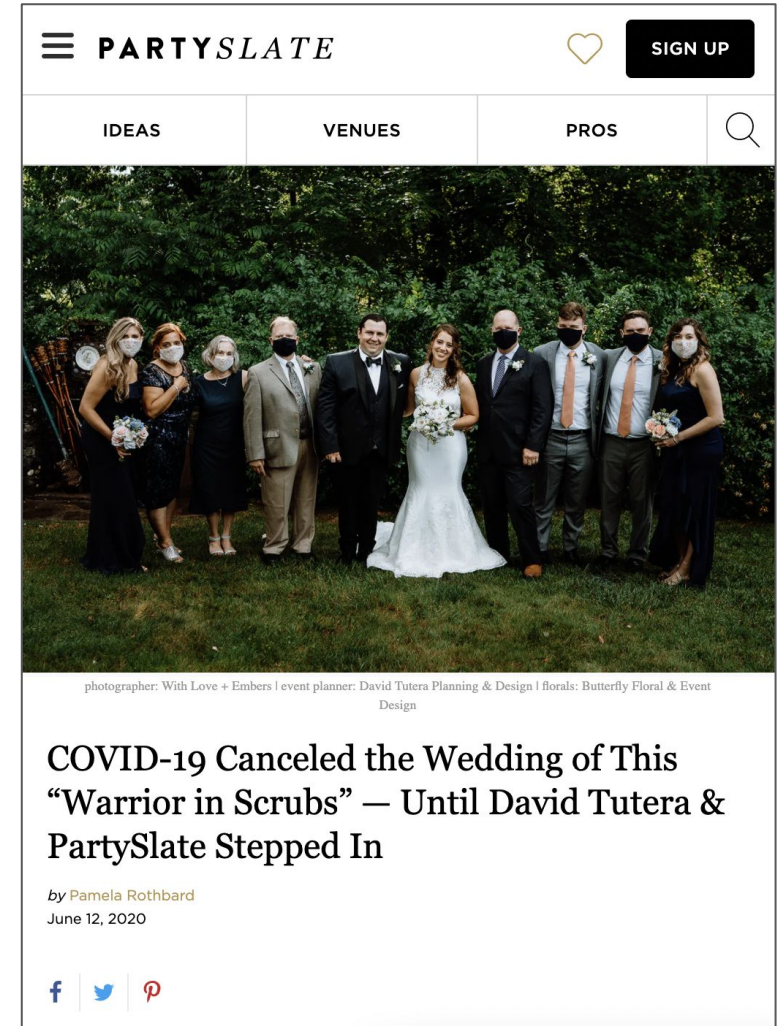 PARTYSLATE
SIGN UP
IDEAS
VENUES
PROS
photographer: With Love + Embers | event planner: David Tutera Planning & Design | florals: Butterfly Floral & Event
Design
COVID-19 Canceled the Wedding of This
“Warrior in Scrubs” — Until David Tutera &
PartySlate Stepped In
by Pamela Rothbard
June 12, 2020